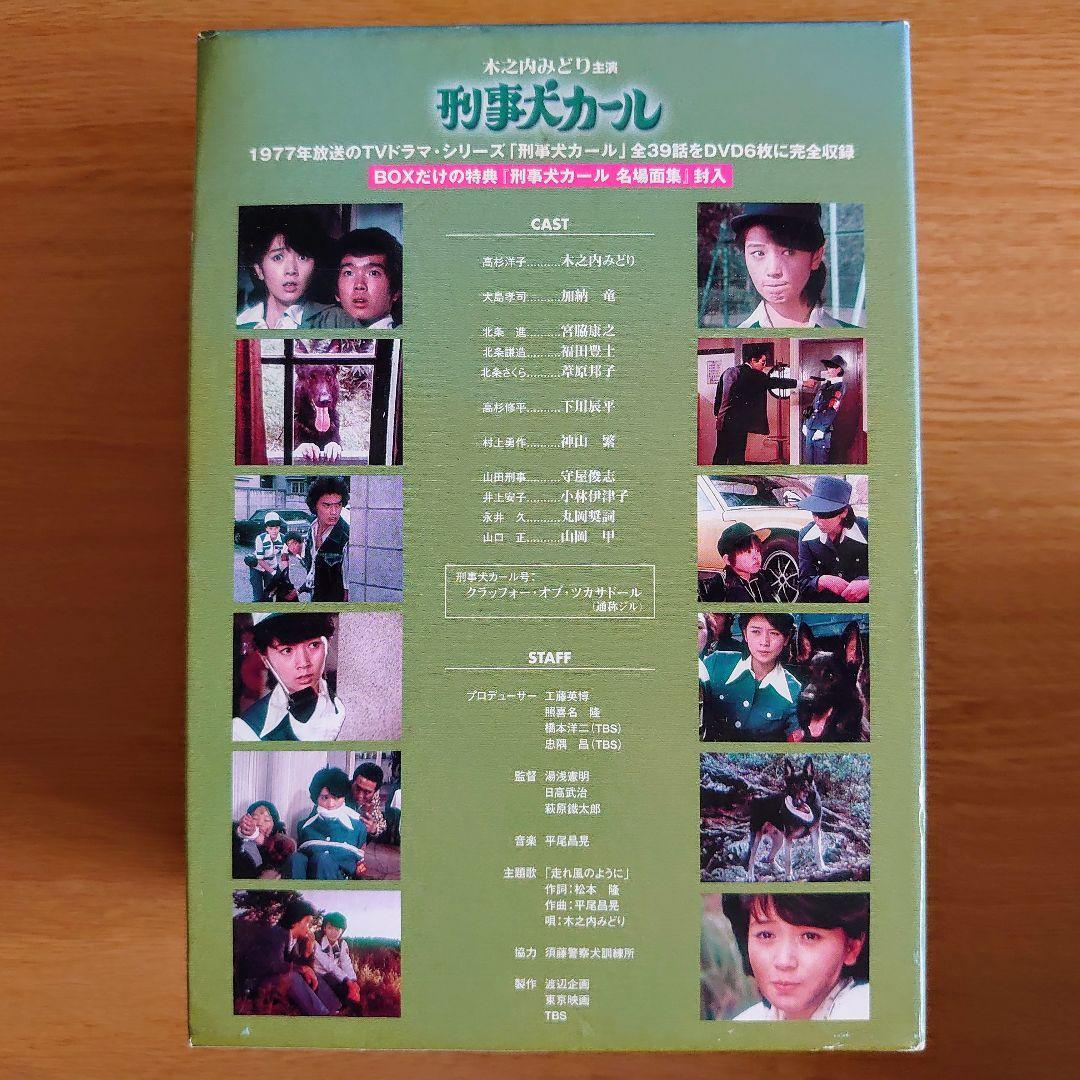 木之内みどり主演
刑事犬カール
1977年放送のTVドラマ・シリーズ「刑事犬カール」全39話をDVD6枚に完全収録
BOXだけの特典『刑事犬カール 名場面集』封入
CAST
高杉洋子..........木之内みどり
大島孝司..........加納 竜
北条 進..........宮脇康之
北条謙造..........福田豊土
北条さくら..........葦原邦子
高杉修平..........下川辰平
村上勇作..........神山 繁
山田刑事..........守屋俊志
井上安子..........小林伊津子
永井 久..........丸岡奨詞
山口 正..........山岡 甲
刑事犬カール号:
クラッフォー・オブ・ツカサドール
(通称ジル)
STAFF
プロデューサー 工藤英博
照喜名 隆
橋本洋二(TBS)
忠隈 昌(TBS)
監督 湯浅憲明
日高武治
萩原鐡太郎
音楽 平尾昌晃
主題歌 「走れ風のように」
作詞:松本 隆
作曲:平尾昌晃
唄:木之内みどり
協力 須藤警察犬訓練所
製作 渡辺企画
東京映画
TBS